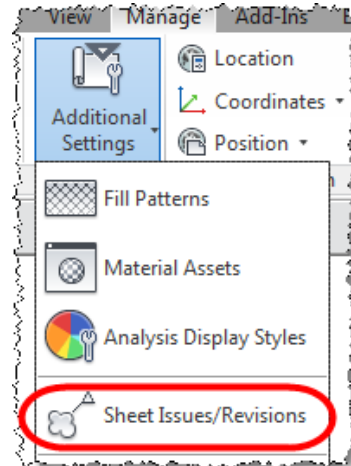 View Manage Add-Ins
Additional
Settings
Location
Coordinates
Position
Fill Patterns
Material Assets
Analysis Display Styles
Sheet Issues/Revisions